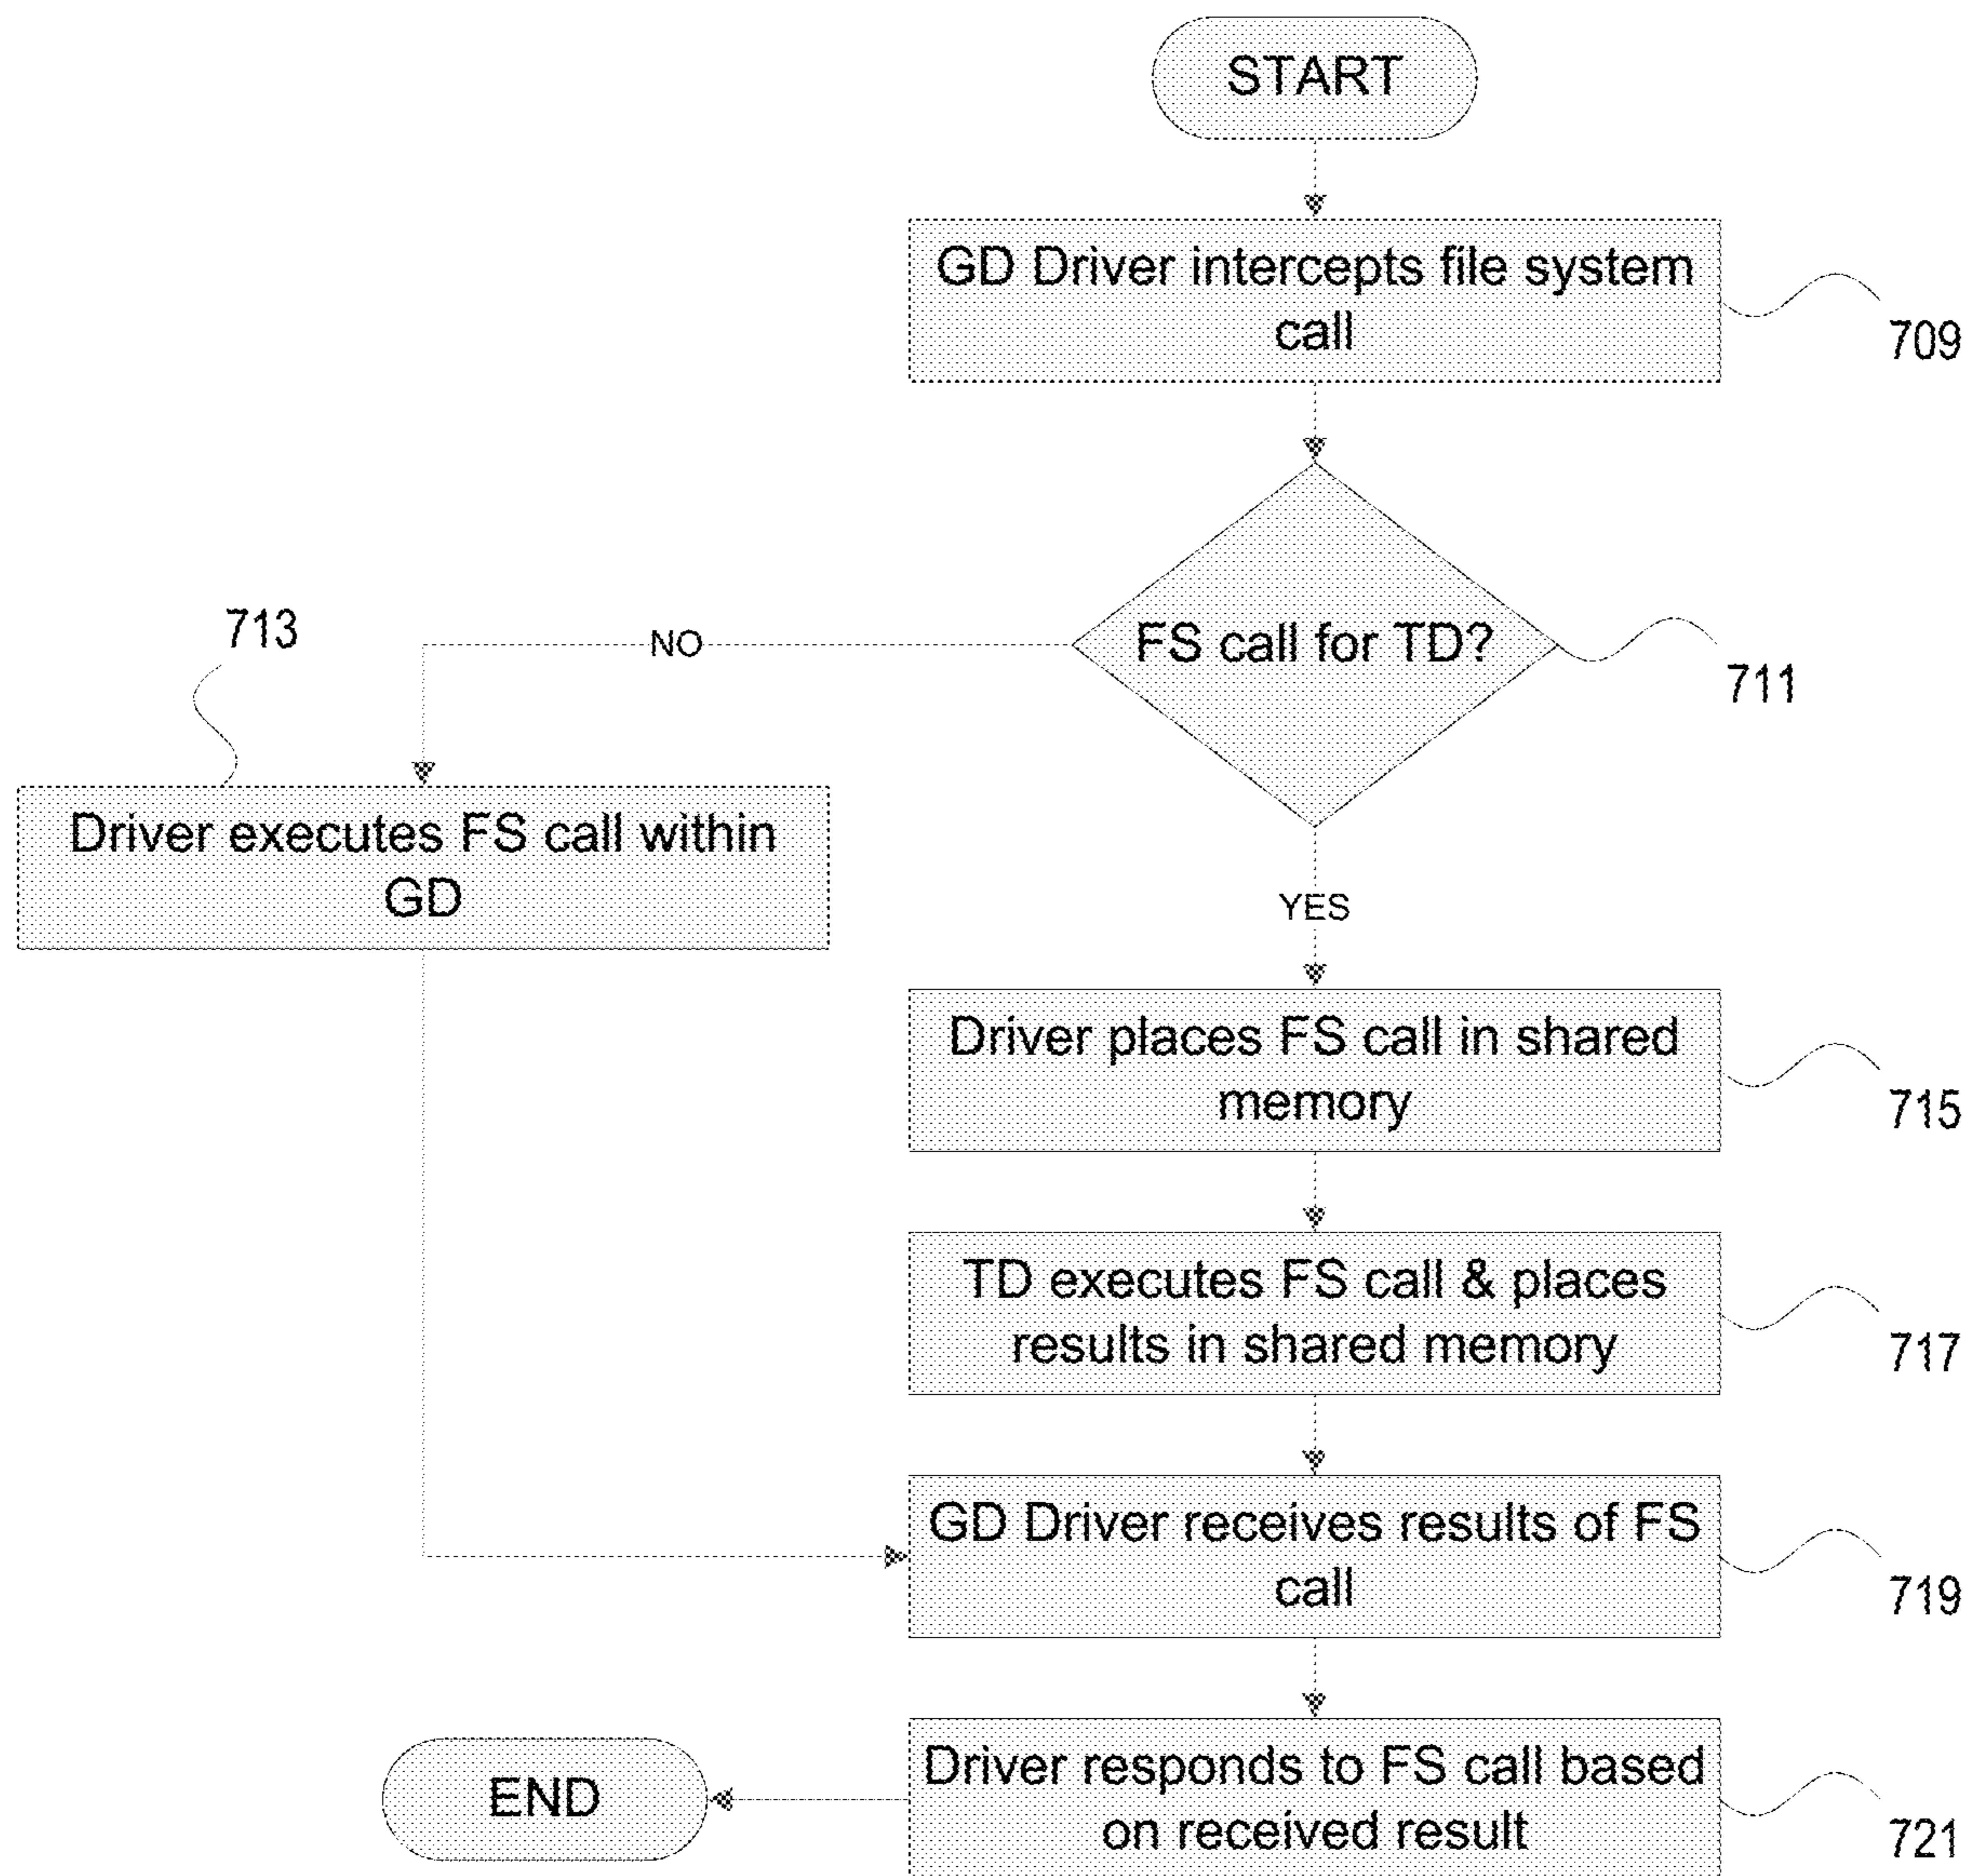 START
GD Driver intercepts file system
call
709
FS call for TD?
711
NO
713
Driver executes FS call within
GD
YES
Driver places FS call in shared
memory
715
TD executes FS call & places
results in shared memory
717
GD Driver receives results of FS
call
719
Driver responds to FS call based
on received result
721
END